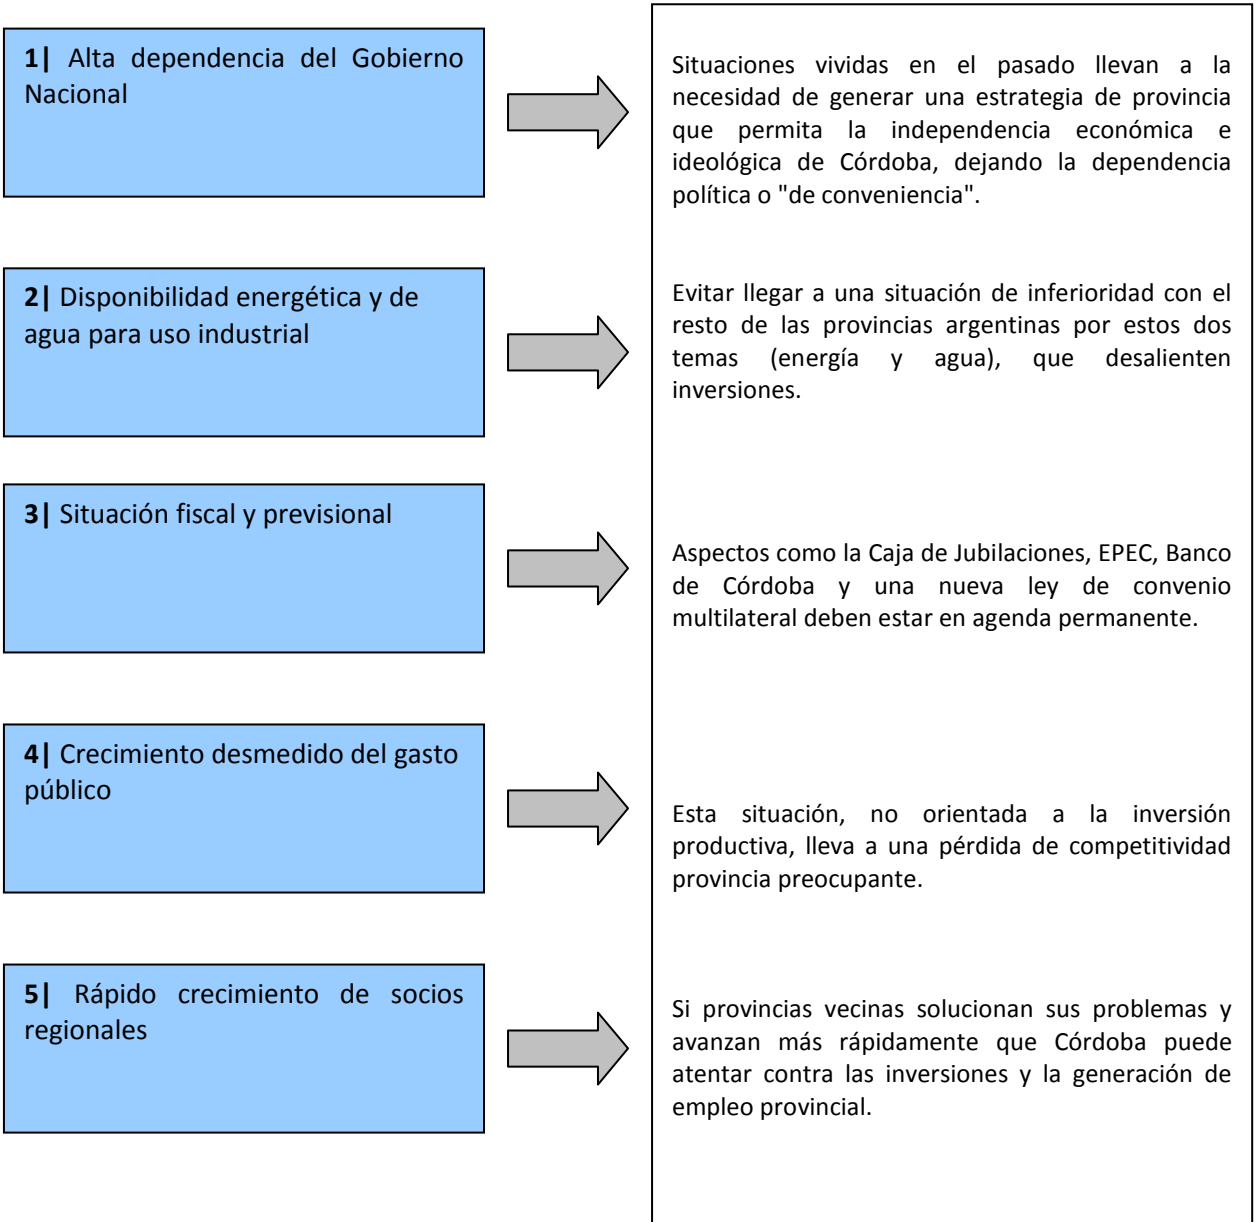 1| Alta dependencia del Gobierno
Nacional
Situaciones vividas en el pasado llevan a la
necesidad de generar una estrategia de provincia
que permita la independencia económica e
ideológica de Córdoba, dejando la dependencia
política o "de conveniencia".
2| Disponibilidad energética y de
agua para uso industrial
Evitar llegar a una situación de inferioridad con el
resto de las provincias argentinas por estos dos
temas (energía y agua), que desalienten
inversiones.
3| Situación fiscal y previsional
Aspectos como la Caja de Jubilaciones, EPEC, Banco
de Córdoba y una nueva ley de convenio
multilateral deben estar en agenda permanente.
4| Crecimiento desmedido del gasto
público
Esta situación, no orientada a la inversión
productiva, lleva a una pérdida de competitividad
provincia preocupante.
5| Rápido crecimiento de socios
regionales
Si provincias vecinas solucionan sus problemas y
avanzan más rápidamente que Córdoba puede
atentar contra las inversiones y la generación de
empleo provincial.